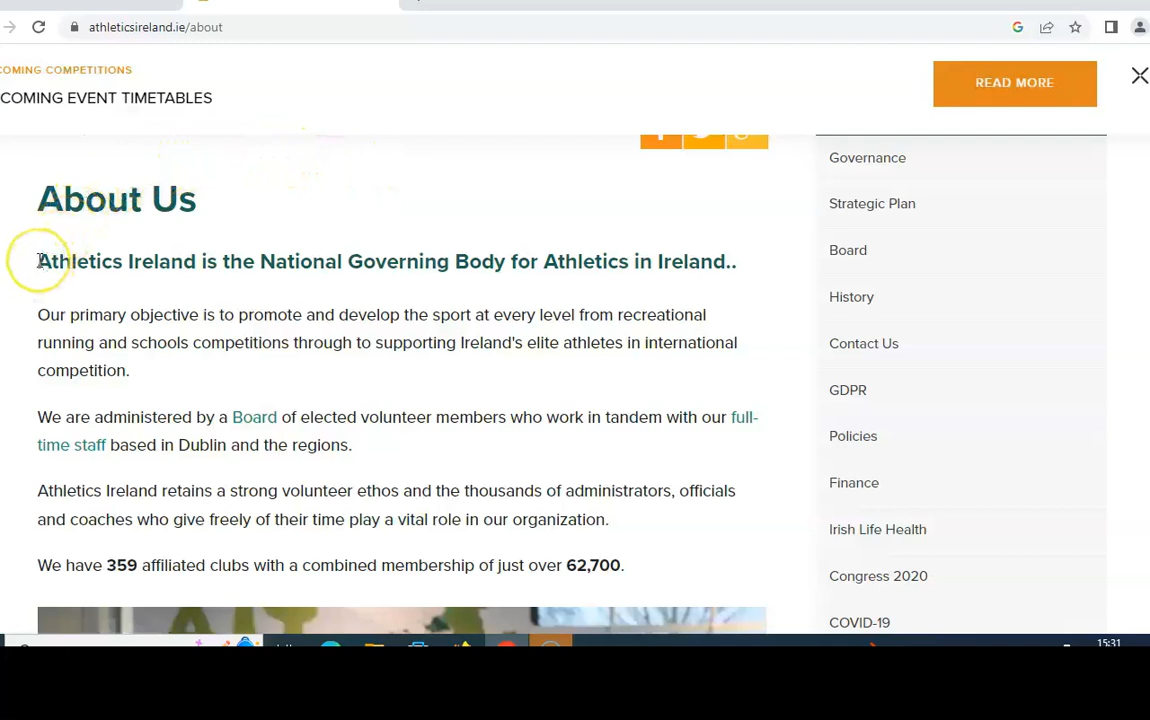 athleticsireland.ie/about
COMING COMPETITIONS
COMING EVENT TIMETABLES
READ MORE
About Us
Athletics Ireland is the National Governing Body for Athletics in Ireland..
Our primary objective is to promote and develop the sport at every level from recreational
running and schools competitions through to supporting Ireland's elite athletes in international
competition.
We are administered by a Board of elected volunteer members who work in tandem with our full-
time staff based in Dublin and the regions.
Athletics Ireland retains a strong volunteer ethos and the thousands of administrators, officials
and coaches who give freely of their time play a vital role in our organization.
We have 359 affiliated clubs with a combined membership of just over 62,700.
Governance
Strategic Plan
Board
History
Contact Us
GDPR
Policies
Finance
Irish Life Health
Congress 2020
COVID-19
15:31